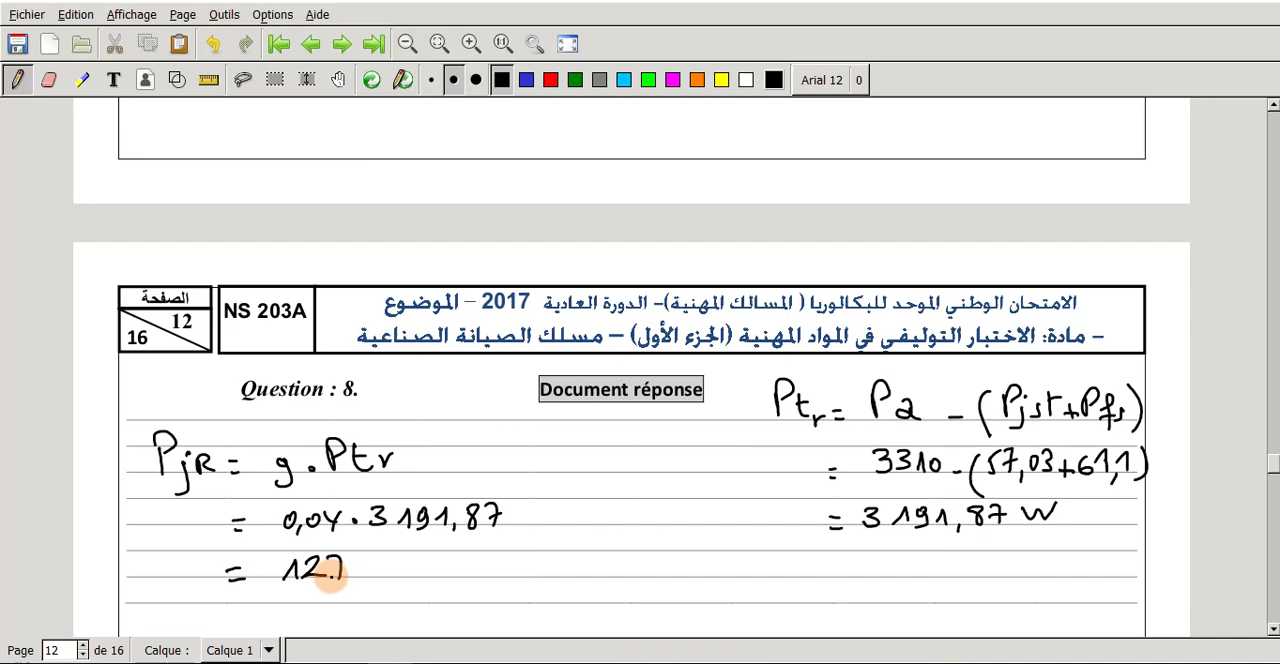 Fichier Edition Affichage Page Outils Options Aide
Arial 12 0
الصفحة
12
16
NS 203A
الامتحان الوطني الموحد للبكالوريا ( المسالك المهنية)– الدورة العادية 2017 – الموضوع
– مادة: الاختبار التوليفي في المواد المهنية (الجزء الأول) – مسلك الصيانة الصناعية
Question : 8.
Document réponse
Ptr = Pa - (Pjst+Pfs)
PjR = g . Ptr
= 3310 - (57,03+61,1)
= 0,04 . 3191,87
= 3191,87 W
= 127
Page 12 de 16 Calque : Calque 1